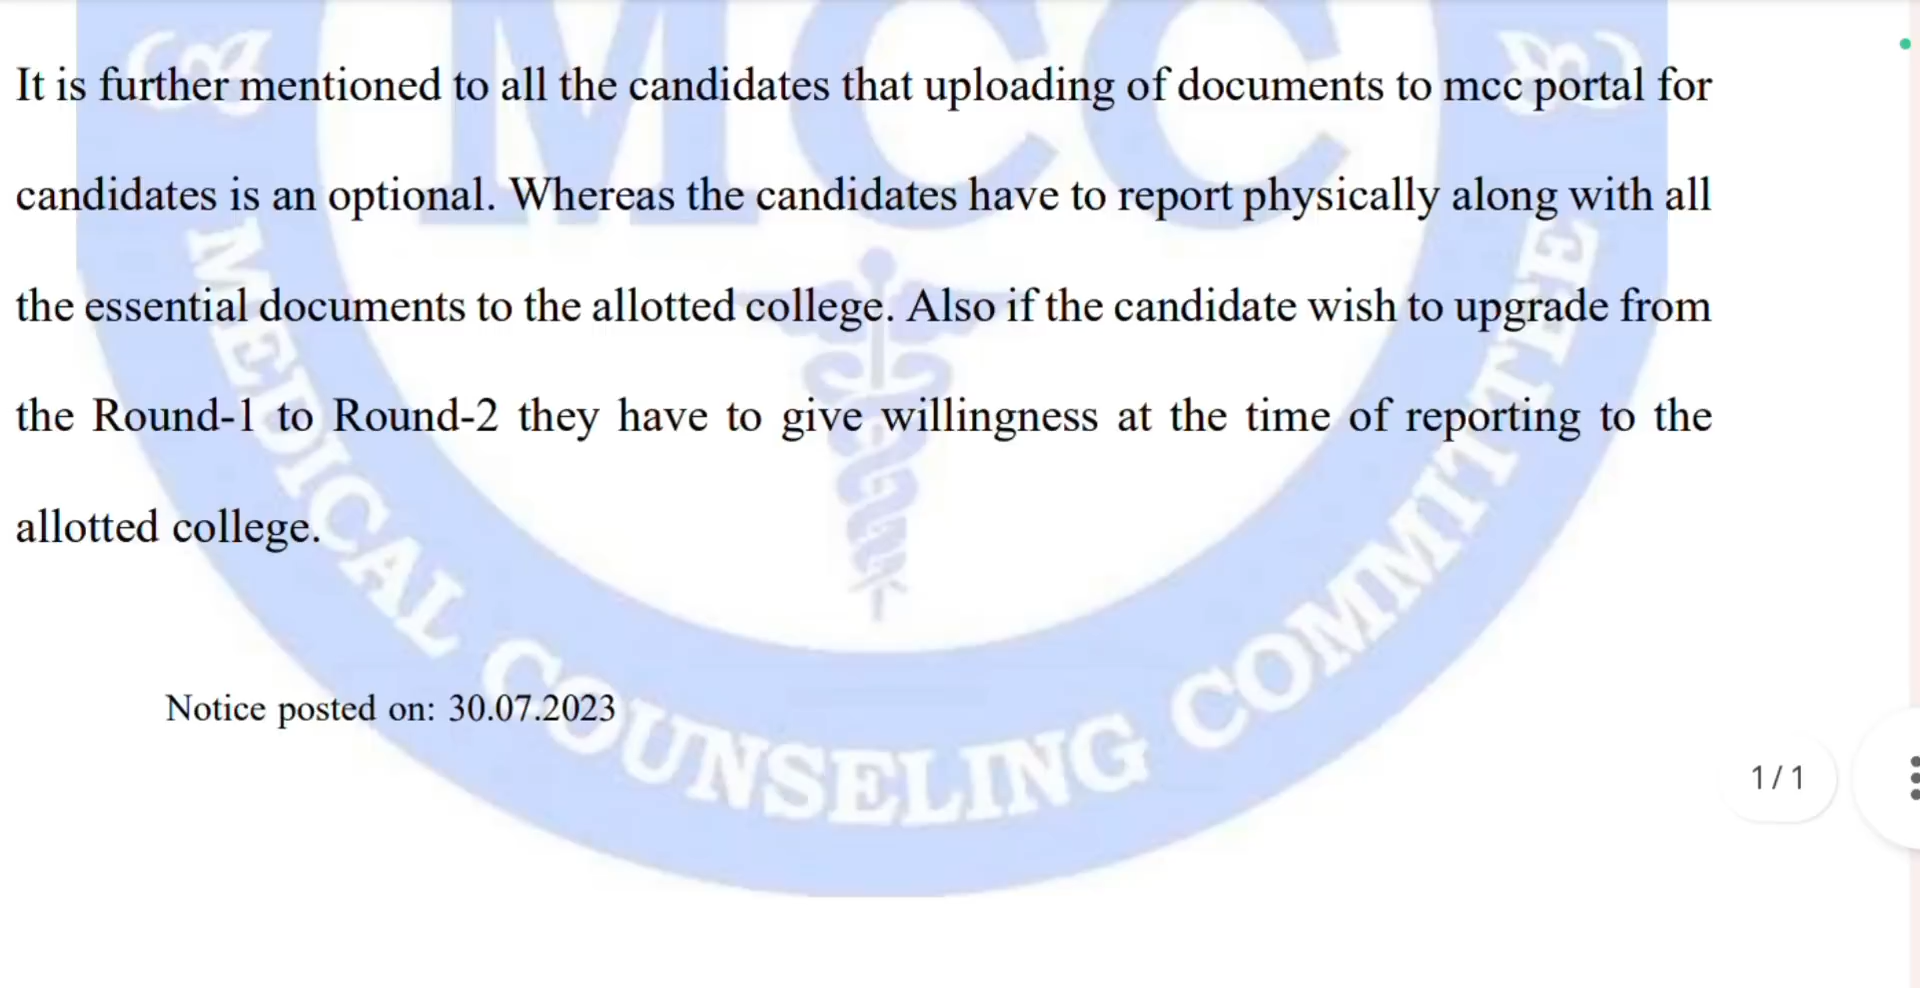 MCC
It is further mentioned to all the candidates that uploading of documents to mcc portal for
candidates is an optional. Whereas the candidates have to report physically along with all
the essential documents to the allotted college. Also if the candidate wish to upgrade from
the Round-1 to Round-2 they have to give willingness at the time of reporting to the
allotted college.
MEDICAL COUNSELING COMMITTEE
Notice posted on: 30.07.2023
1 / 1